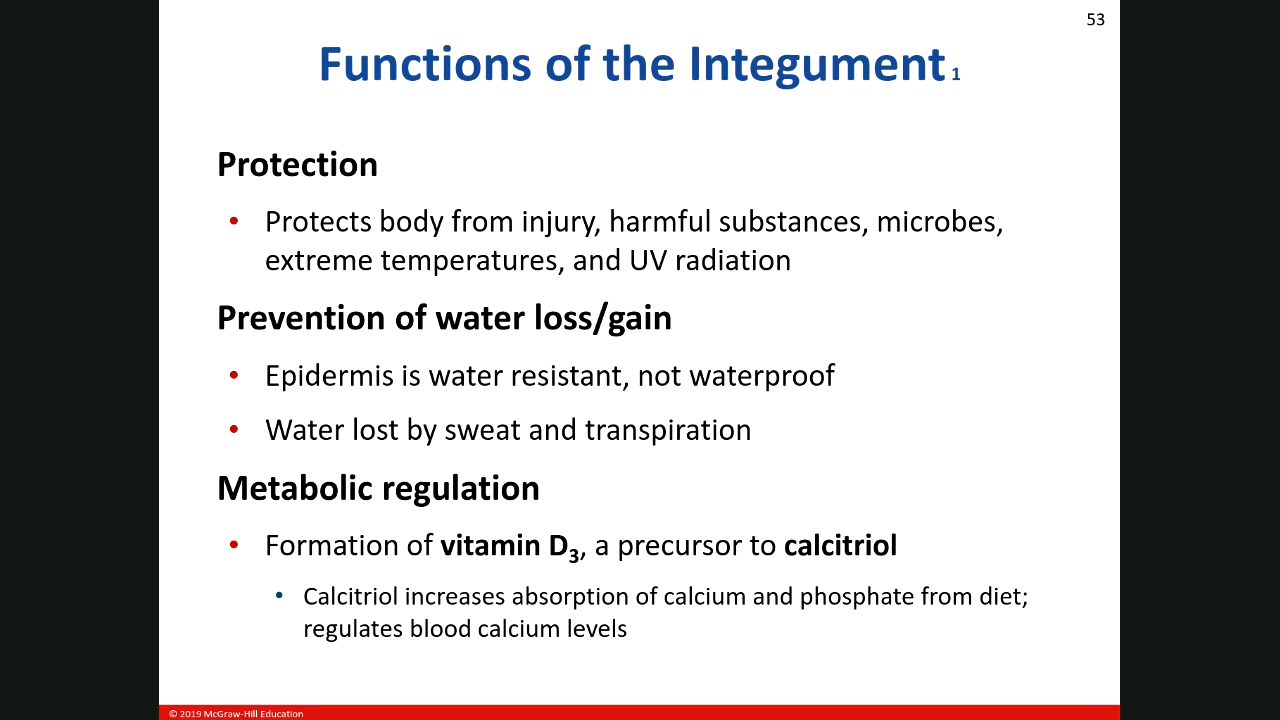 53
Functions of the Integument 1
Protection
• Protects body from injury, harmful substances, microbes,
extreme temperatures, and UV radiation
Prevention of water loss/gain
• Epidermis is water resistant, not waterproof
• Water lost by sweat and transpiration
Metabolic regulation
• Formation of vitamin D3, a precursor to calcitriol
• Calcitriol increases absorption of calcium and phosphate from diet;
regulates blood calcium levels
© 2019 McGraw-Hill Education